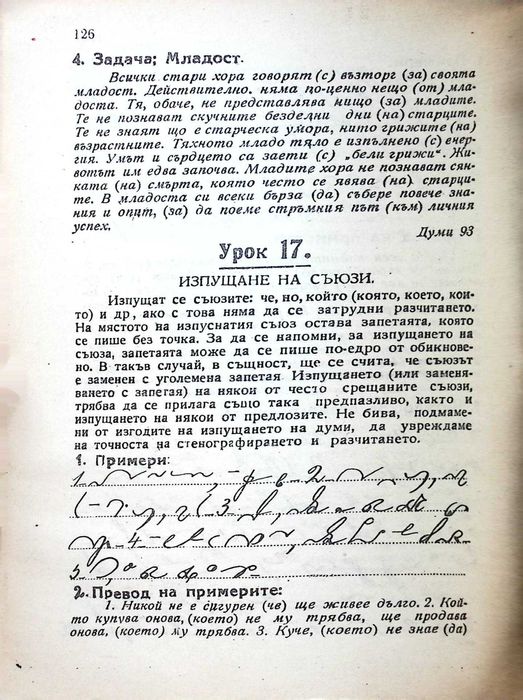 126
4. Задача: Младост.
Всички стари хора говорят (с) възторг (за) своята
младост. Действително. няма по-ценно нещо (от) мла-
доста. Тя, обаче, не представлява нищо (за) младите.
Те не познават скучните безделни дни (на) старците.
Те не знаят що е старческа умора, нито грижите (на)
възрастните. Тяхното младо тяло е изпълнено (с) енер-
гия. Умът и сърдцето са заети (с) „бели грижи“. Жи-
вотът им едва започва. Младите хора не познават сян-
ката (на) смърта, която често се явява (на) старци-
те. В младоста си всеки бърза (да) събере повече зна-
ния и опит, (за) да поеме стръмния път (към) личния
успех.
Думи 93
Урок 17.
ИЗПУЩАНЕ НА СЪЮЗИ.
Изпущат се съюзите: че, но, който (която, което, кои-
то) и др, ако с това няма да се затрудни разчитането.
На мястото на изпуснатия съюз остава запетаята, която
се пише без точка. За да се напомни, за изпущането на
съюза, запетаята може да се пише по-едро от обикнове-
но. В такъв случай, в същност, ще се счита, че съюзът
е заменен с уголемена запетая. Изпущането (или заменя-
ването с запетая) на някои от често срещаните съюзи,
трябва да се прилага също така предпазливо, както и
изпущането на някои от предлозите. Не бива, подмаме-
ни от изгодите на изпущането на думи, да увреждаме
на точноста на стенографирането и разчитането.
1. Примери:
2. Превод на примерите:
1. Никой не е сигурен (че) ще живее дълго. 2. Кой-
то купува онова, (което) не му трябва, ще продава
онова, (което) му трябва. 3. Куче, (което) не знае (да)